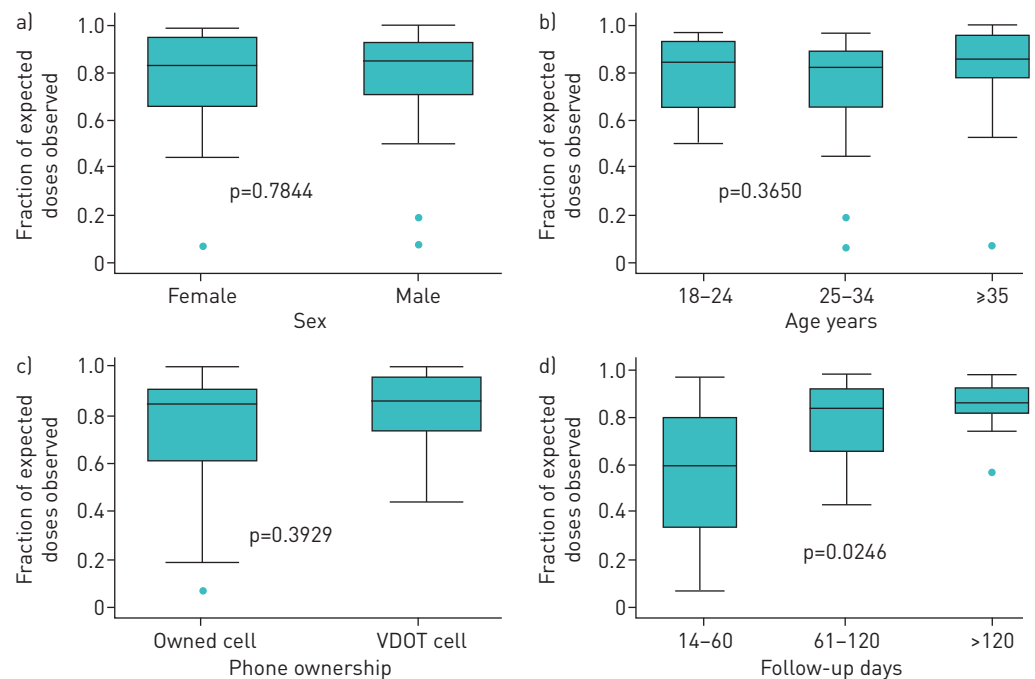 a)
Fraction of expected
doses observed
1.0
0.8
0.6
0.4
0.2
0
p=0.7844
Female
Male
Sex
b)
Fraction of expected
doses observed
1.0
0.8
0.6
0.4
0.2
0
p=0.3650
18–24
25–34
⩾35
Age years
c)
Fraction of expected
doses observed
1.0
0.8
0.6
0.4
0.2
0
p=0.3929
Owned cell
VDOT cell
Phone ownership
d)
Fraction of expected
doses observed
1.0
0.8
0.6
0.4
0.2
0
p=0.0246
14–60
61–120
>120
Follow-up days